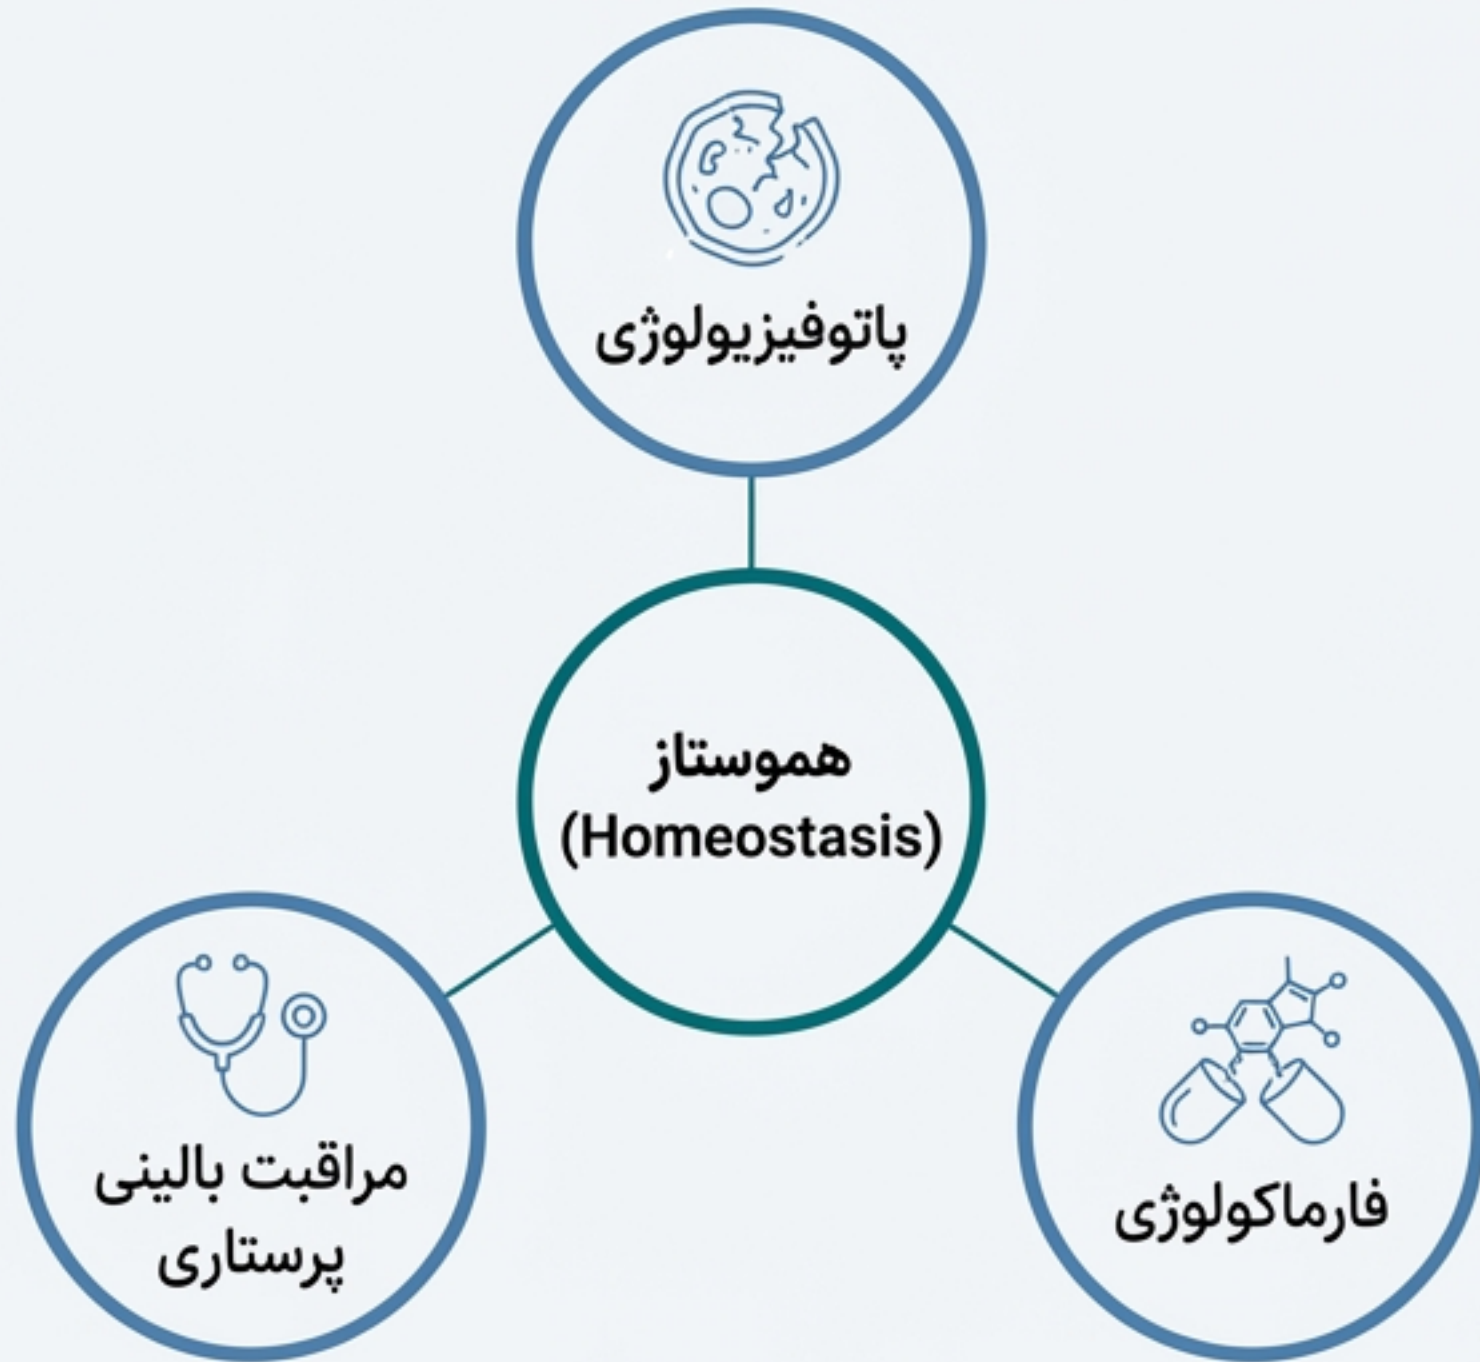 پاتوفیزیولوژی
هموستاز
(Homeostasis)
مراقبت بالینی
پرستاری
فارماکولوژی